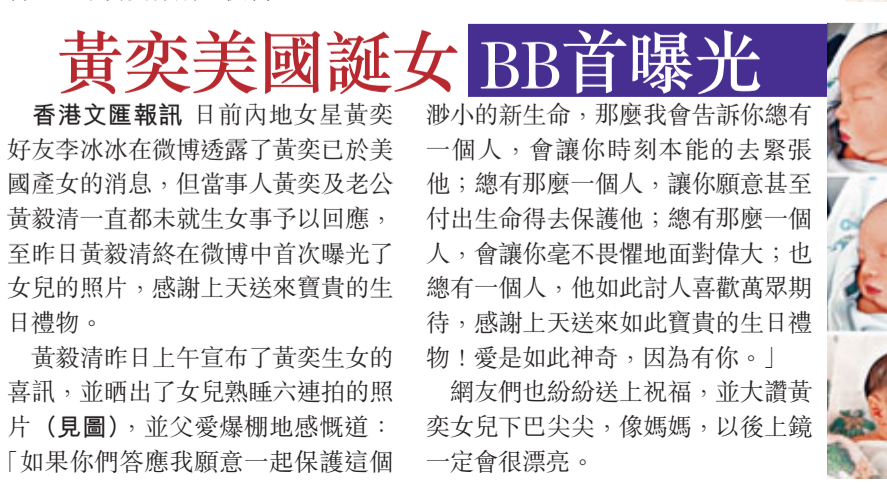 黃奕美國誕女 BB首曝光
香港文匯報訊 日前內地女星黃奕
好友李冰冰在微博透露了黃奕已於美
國產女的消息，但當事人黃奕及老公
黃毅清一直都未就生女事予以回應，
至昨日黃毅清終在微博中首次曝光了
女兒的照片，感謝上天送來寶貴的生
日禮物。
黃毅清昨日上午宣布了黃奕生女的
喜訊，並晒出了女兒熟睡六連拍的照
片（見圖），並父愛爆棚地感慨道：
「如果你們答應我願意一起保護這個
渺小的新生命，那麼我會告訴你總有
一個人，會讓你時刻本能的去緊張
他；總有那麼一個人，讓你願意甚至
付出生命得去保護他；總有那麼一個
人，會讓你毫不畏懼地面對偉大；也
總有一個人，他如此討人喜歡萬眾期
待，感謝上天送來如此寶貴的生日禮
物！愛是如此神奇，因為有你。」
網友們也紛紛送上祝福，並大讚黃
奕女兒下巴尖尖，像媽媽，以後上鏡
一定會很漂亮。